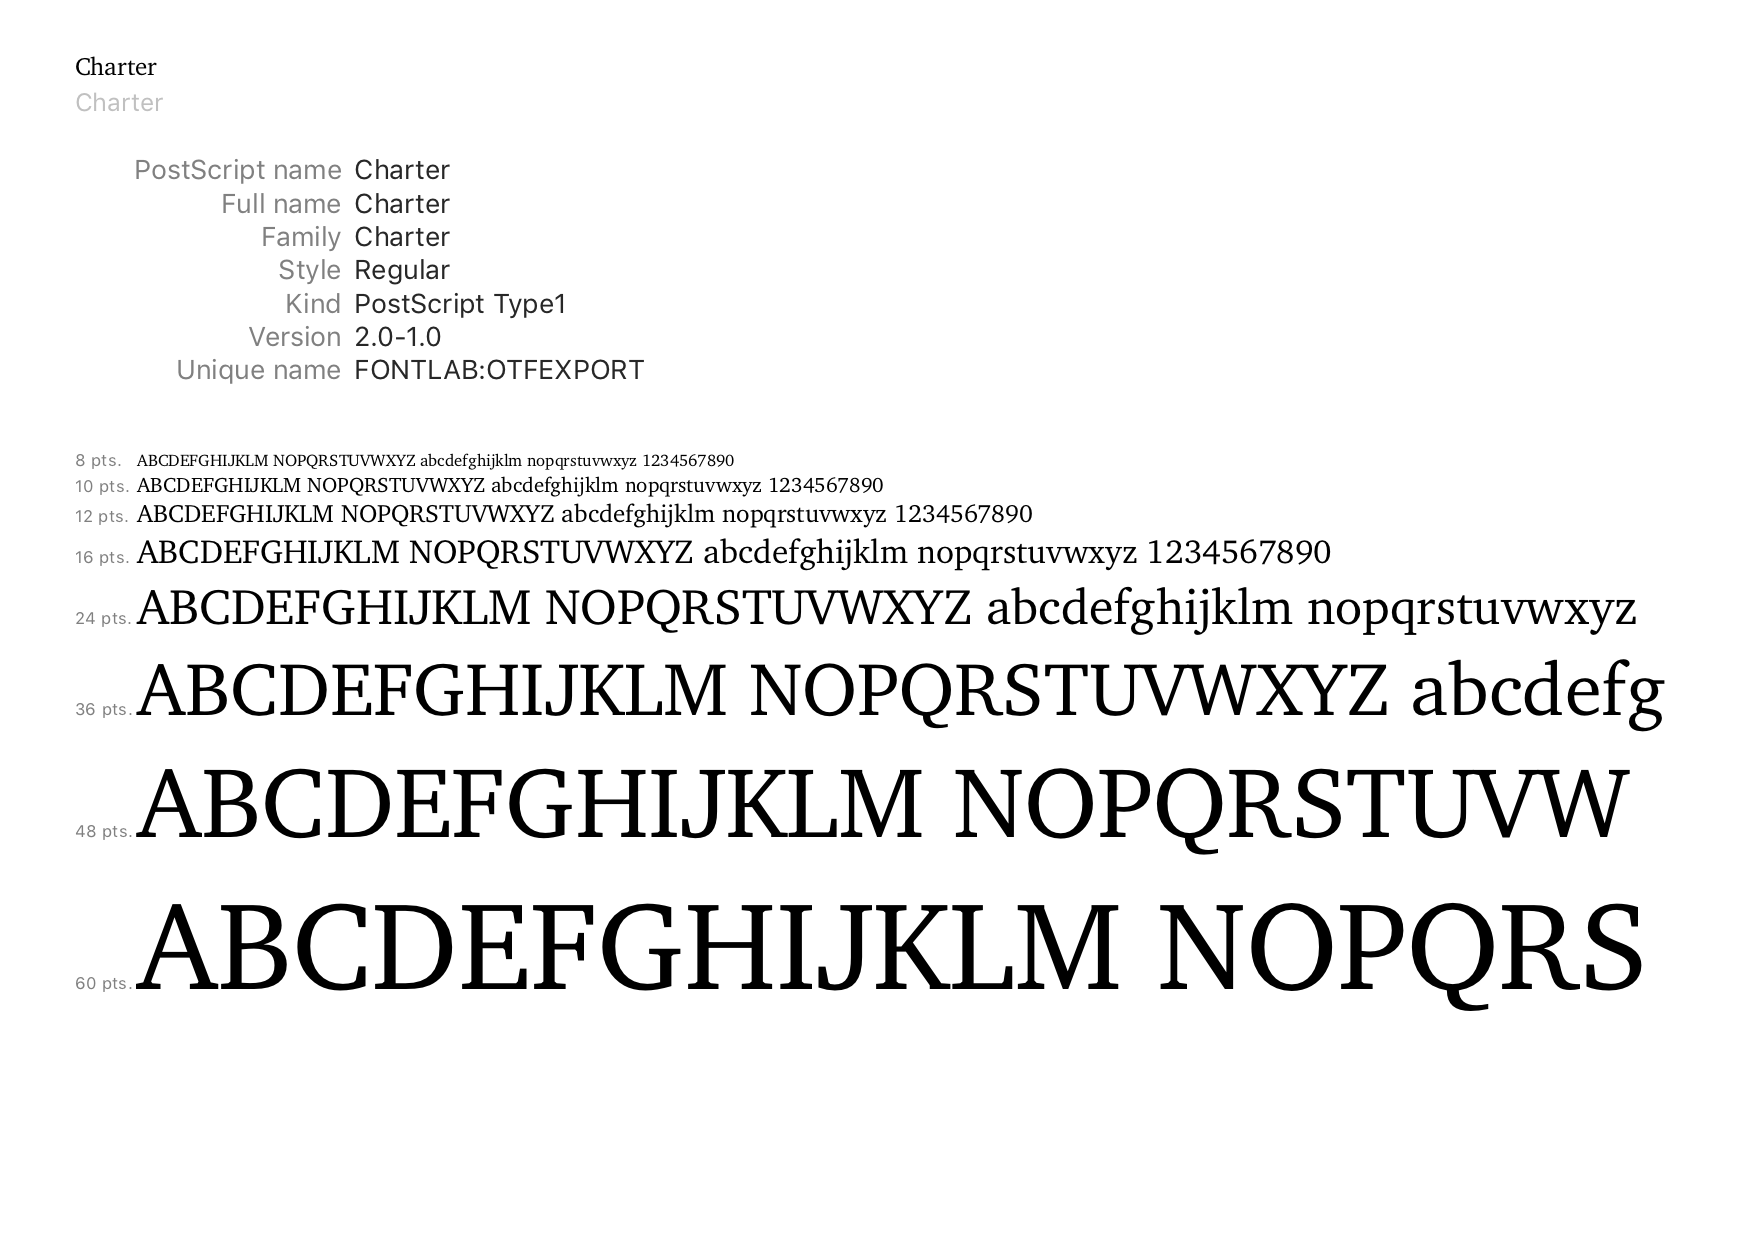 Charter
Charter
PostScript name Charter
Full name Charter
Family Charter
Style Regular
Kind PostScript Type1
Version 2.0-1.0
Unique name FONTLAB:OTFEXPORT
8 pts. ABCDEFGHIJKLM NOPQRSTUVWXYZ abcdefghijklm nopqrstuvwxyz 1234567890
10 pts. ABCDEFGHIJKLM NOPQRSTUVWXYZ abcdefghijklm nopqrstuvwxyz 1234567890
12 pts. ABCDEFGHIJKLM NOPQRSTUVWXYZ abcdefghijklm nopqrstuvwxyz 1234567890
16 pts. ABCDEFGHIJKLM NOPQRSTUVWXYZ abcdefghijklm nopqrstuvwxyz 1234567890
24 pts. ABCDEFGHIJKLM NOPQRSTUVWXYZ abcdefghijklm nopqrstuvwxyz
36 pts. ABCDEFGHIJKLM NOPQRSTUVWXYZ abcdefg
48 pts. ABCDEFGHIJKLM NOPQRSTUVW
60 pts. ABCDEFGHIJKLM NOPQRS